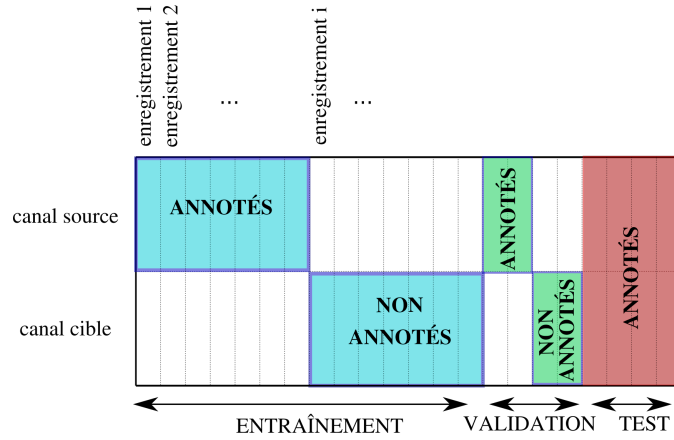 enregistrement 1
enregistrement 2
...
enregistrement i
...
canal source
ANNOTÉS
ANNOTÉS
ANNOTÉS
canal cible
NON
ANNOTÉS
NON
ANNOTÉS
ENTRAÎNEMENT
VALIDATION
TEST